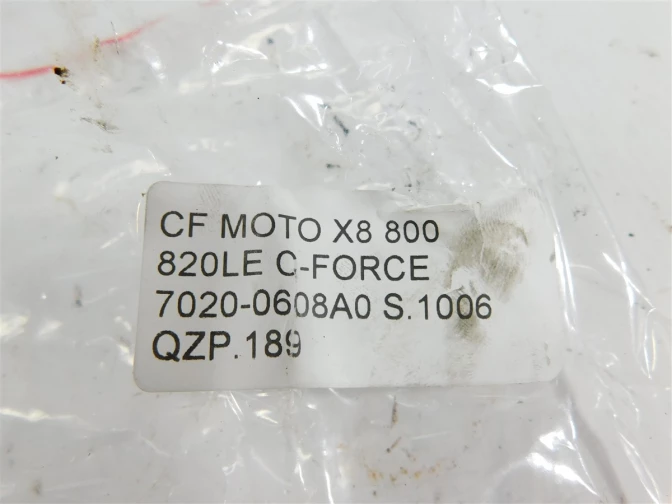 CF MOTO X8 800
820LE C-FORCE
7020-0608A0 S.1006
QZP.189